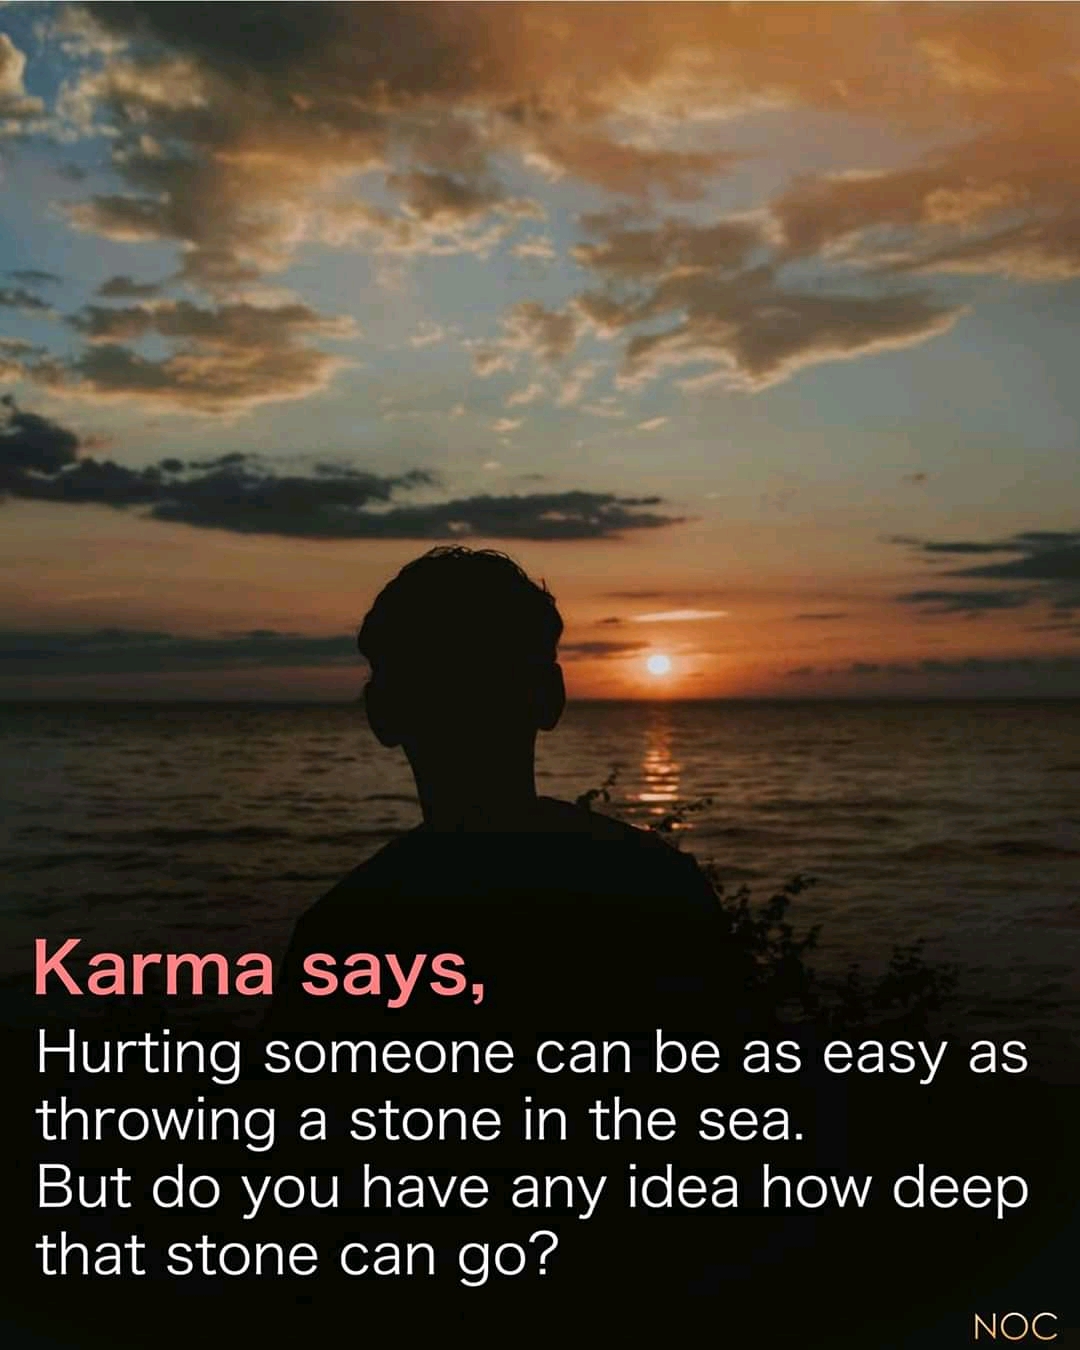 Karma says,
Hurting someone can be as easy as
throwing a stone in the sea.
But do you have any idea how deep
that stone can go?
NOC